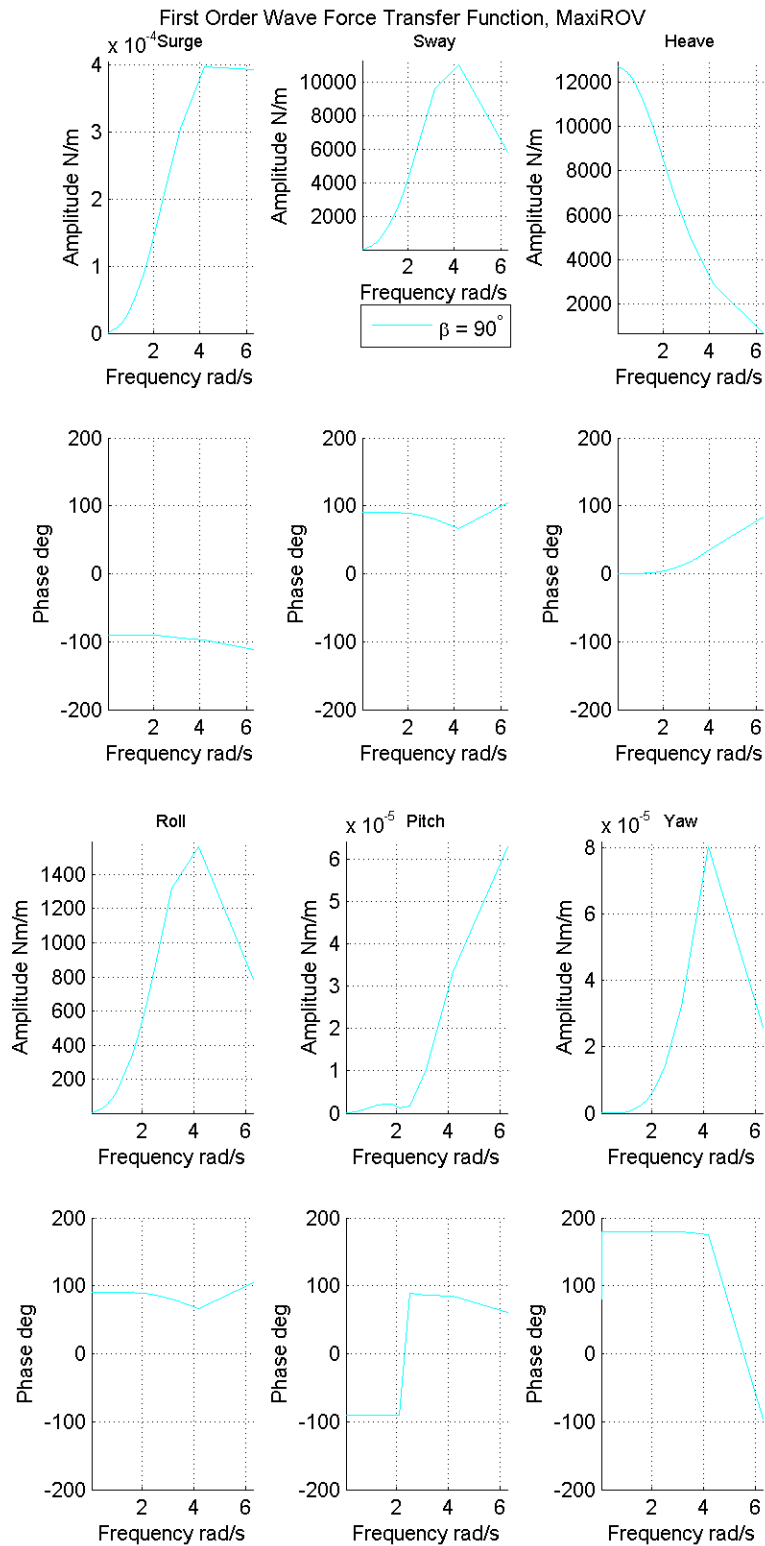 First Order Wave Force Transfer Function, MaxiROV
x 10^-4 Surge
Sway
Heave
Amplitude N/m
4
3
2
1
0
2 4 6
Frequency rad/s
Amplitude N/m
10000
8000
6000
4000
2000
2 4 6
Frequency rad/s
β = 90°
Amplitude N/m
12000
10000
8000
6000
4000
2000
2 4 6
Frequency rad/s
Phase deg
200
100
0
-100
-200
2 4 6
Frequency rad/s
Phase deg
200
100
0
-100
-200
2 4 6
Frequency rad/s
Phase deg
200
100
0
-100
-200
2 4 6
Frequency rad/s
Roll
Amplitude Nm/m
1400
1200
1000
800
600
400
200
2 4 6
Frequency rad/s
x 10^-5 Pitch
Amplitude Nm/m
6
5
4
3
2
1
0
2 4 6
Frequency rad/s
x 10^-5 Yaw
Amplitude Nm/m
8
6
4
2
0
2 4 6
Frequency rad/s
Phase deg
200
100
0
-100
-200
2 4 6
Frequency rad/s
Phase deg
200
100
0
-100
-200
2 4 6
Frequency rad/s
Phase deg
200
100
0
-100
-200
2 4 6
Frequency rad/s